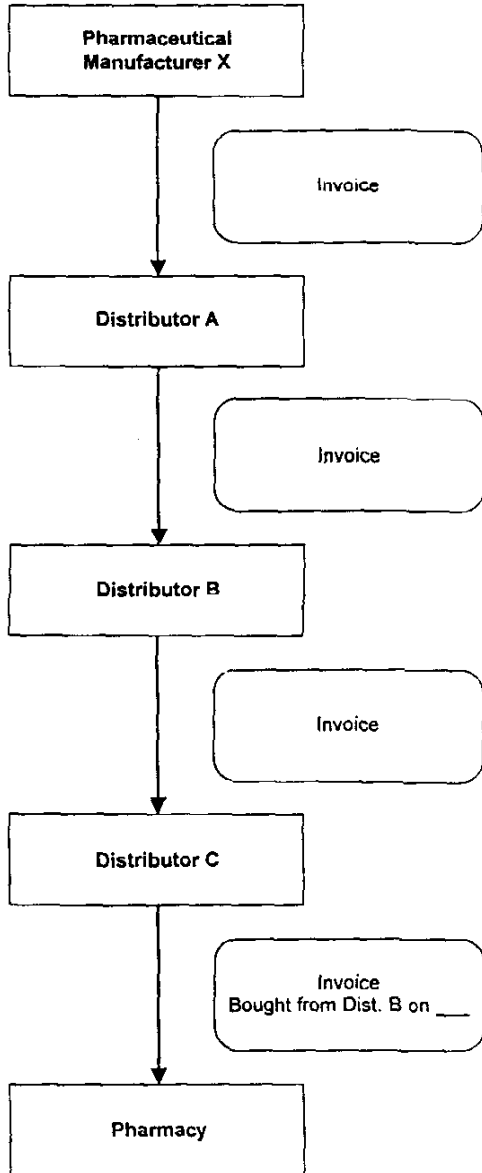 Pharmaceutical
Manufacturer X
Invoice
Distributor A
Invoice
Distributor B
Invoice
Distributor C
Invoice
Bought from Dist. B on ___
Pharmacy